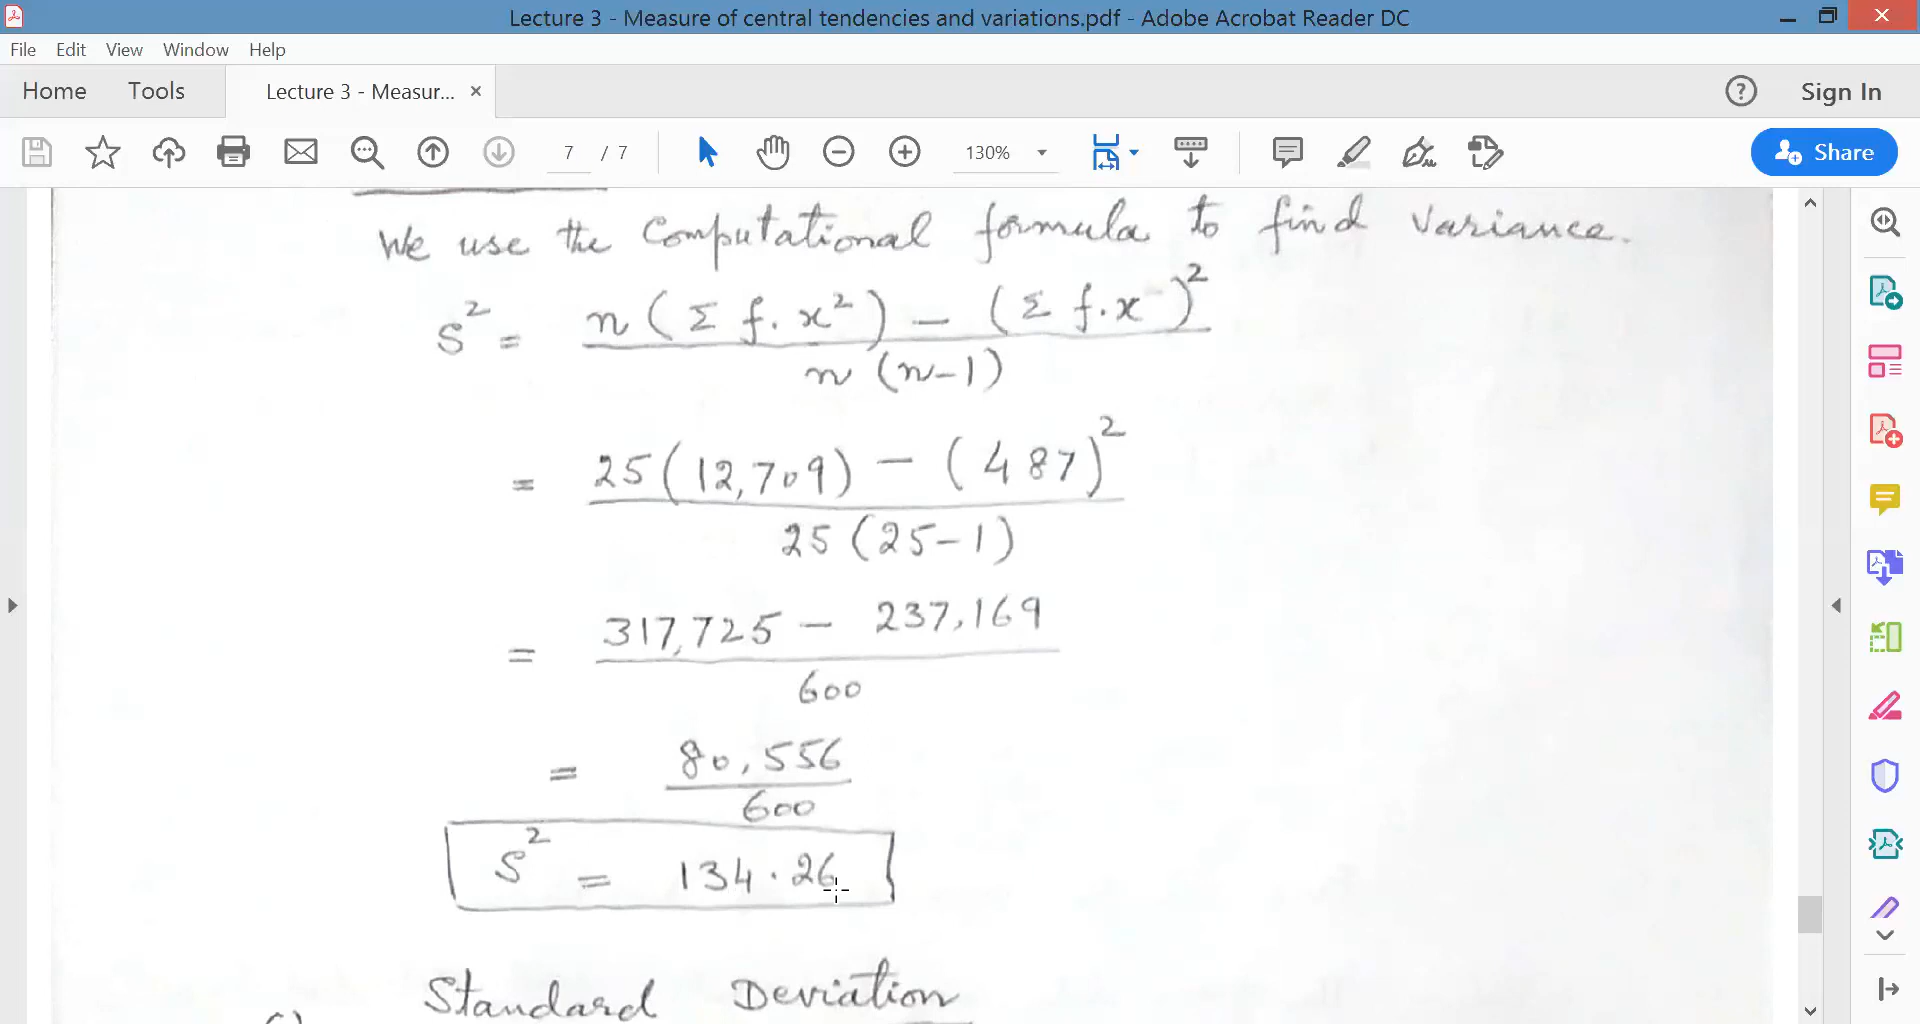 Lecture 3 - Measure of central tendencies and variations.pdf - Adobe Acrobat Reader DC
File Edit View Window Help
Home Tools Lecture 3 - Measur... × Sign In
7 / 7 130% Share
We use the Computational formula to find Variance.
S² = n(Σ f.x²) - (Σ f.x)² / n(n-1)
= 25(12,709) - (487)² / 25(25-1)
= 317,725 - 237,169 / 600
= 80,556 / 600
S² = 134.26
Standard Deviation